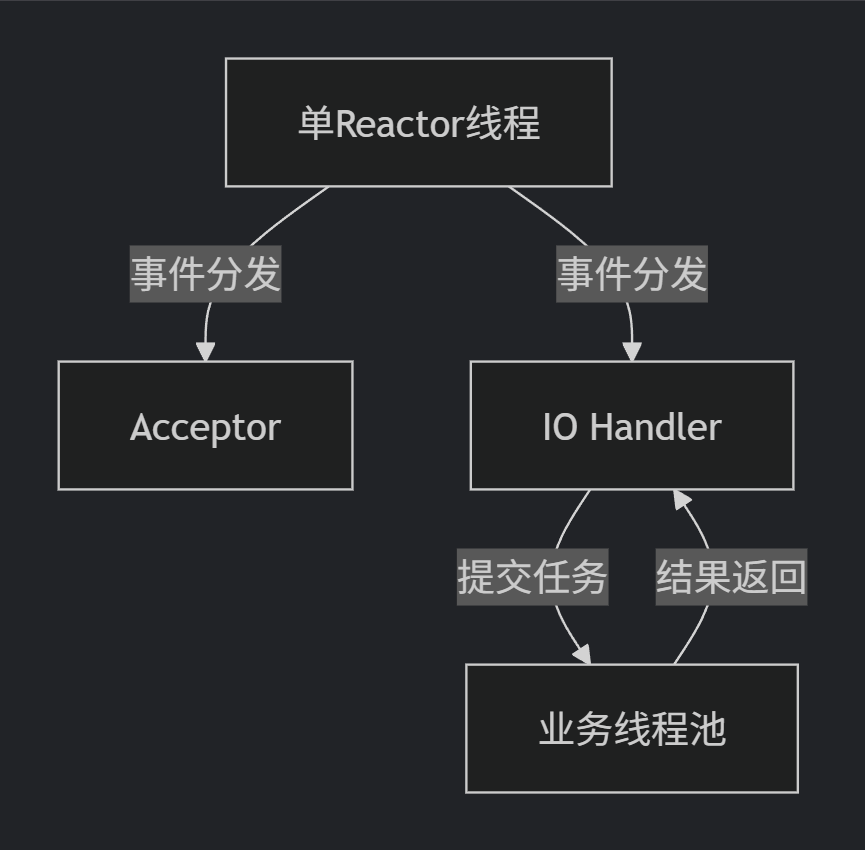 单Reactor线程
事件分发
事件分发
Acceptor
IO Handler
提交任务
结果返回
业务线程池